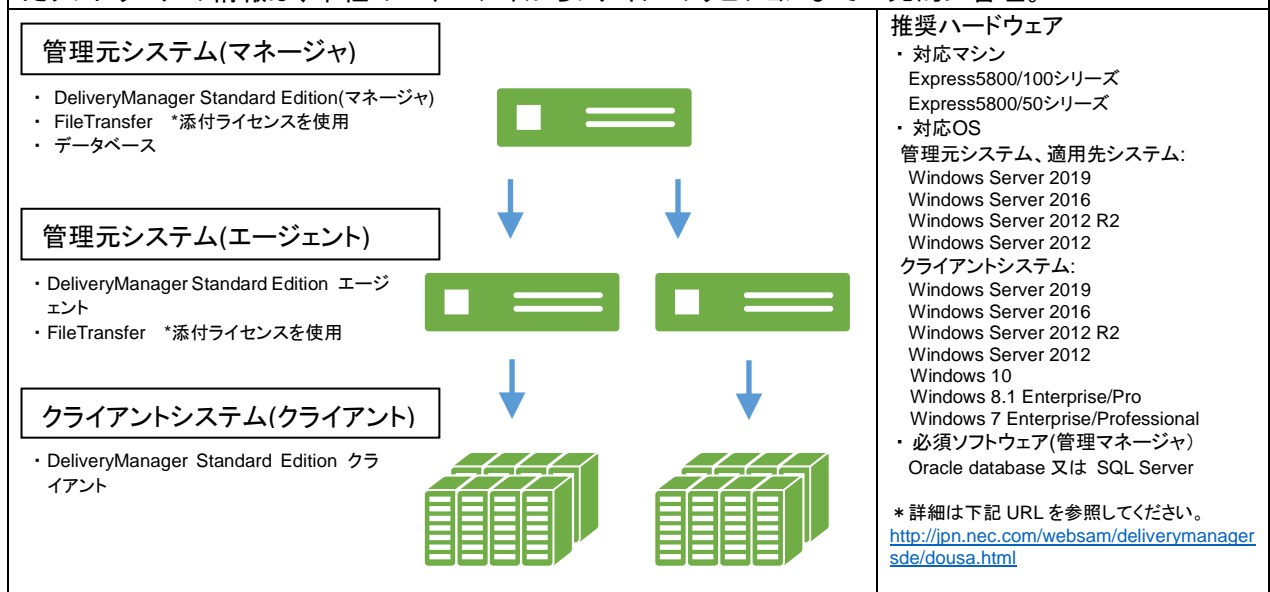 管理元システム(マネージャ)
・ DeliveryManager Standard Edition(マネージャ)
・ FileTransfer *添付ライセンスを使用
・ データベース
管理元システム(エージェント)
・DeliveryManager Standard Edition エージ
ェント
・FileTransfer *添付ライセンスを使用
クライアントシステム(クライアント)
・DeliveryManager Standard Edition クラ
イアント
推奨ハードウェア
・ 対応マシン
Express5800/100シリーズ
Express5800/50シリーズ
・ 対応OS
管理元システム、適用先システム:
Windows Server 2019
Windows Server 2016
Windows Server 2012 R2
Windows Server 2012
クライアントシステム:
Windows Server 2019
Windows Server 2016
Windows Server 2012 R2
Windows Server 2012
Windows 10
Windows 8.1 Enterprise/Pro
Windows 7 Enterprise/Professional
・ 必須ソフトウェア(管理マネージャ)
Oracle database 又は SQL Server
*詳細は下記 URL を参照してください。
http://jpn.nec.com/websam/deliverymanager
sde/dousa.html